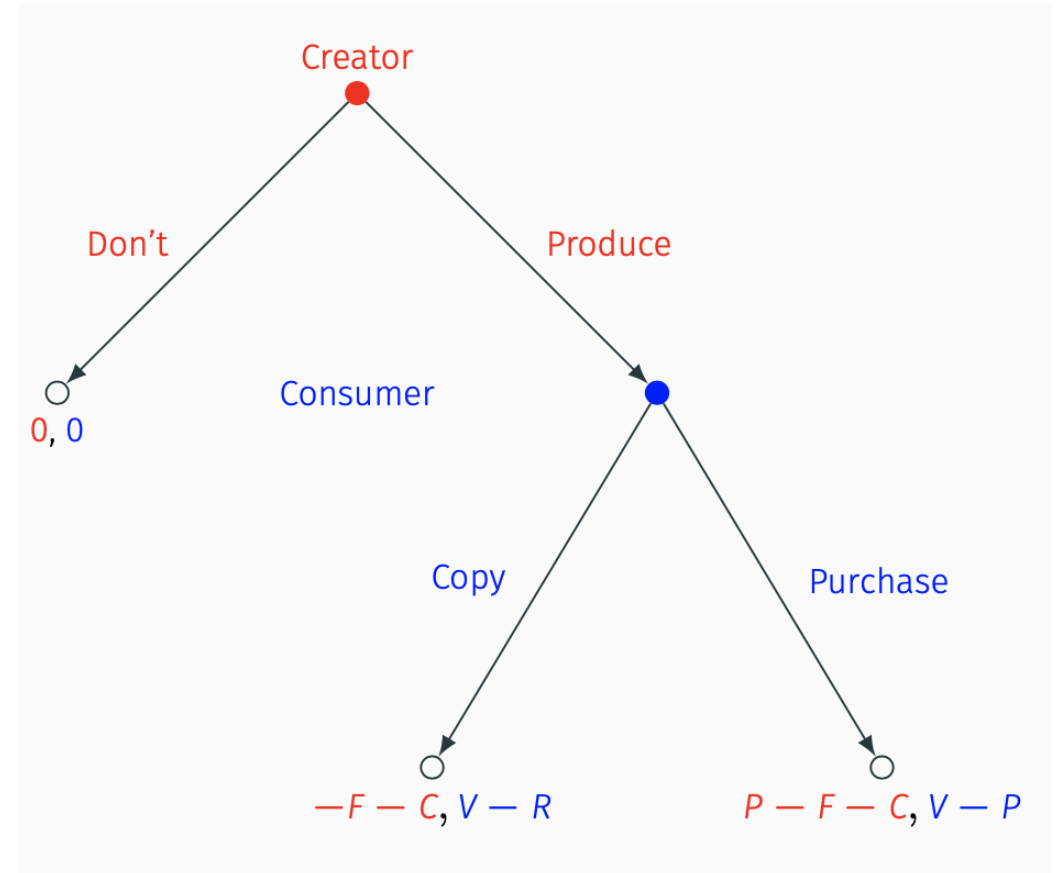 Creator
Don’t
Produce
Consumer
0, 0
Copy
Purchase
—F — C, V — R
P — F — C, V — P